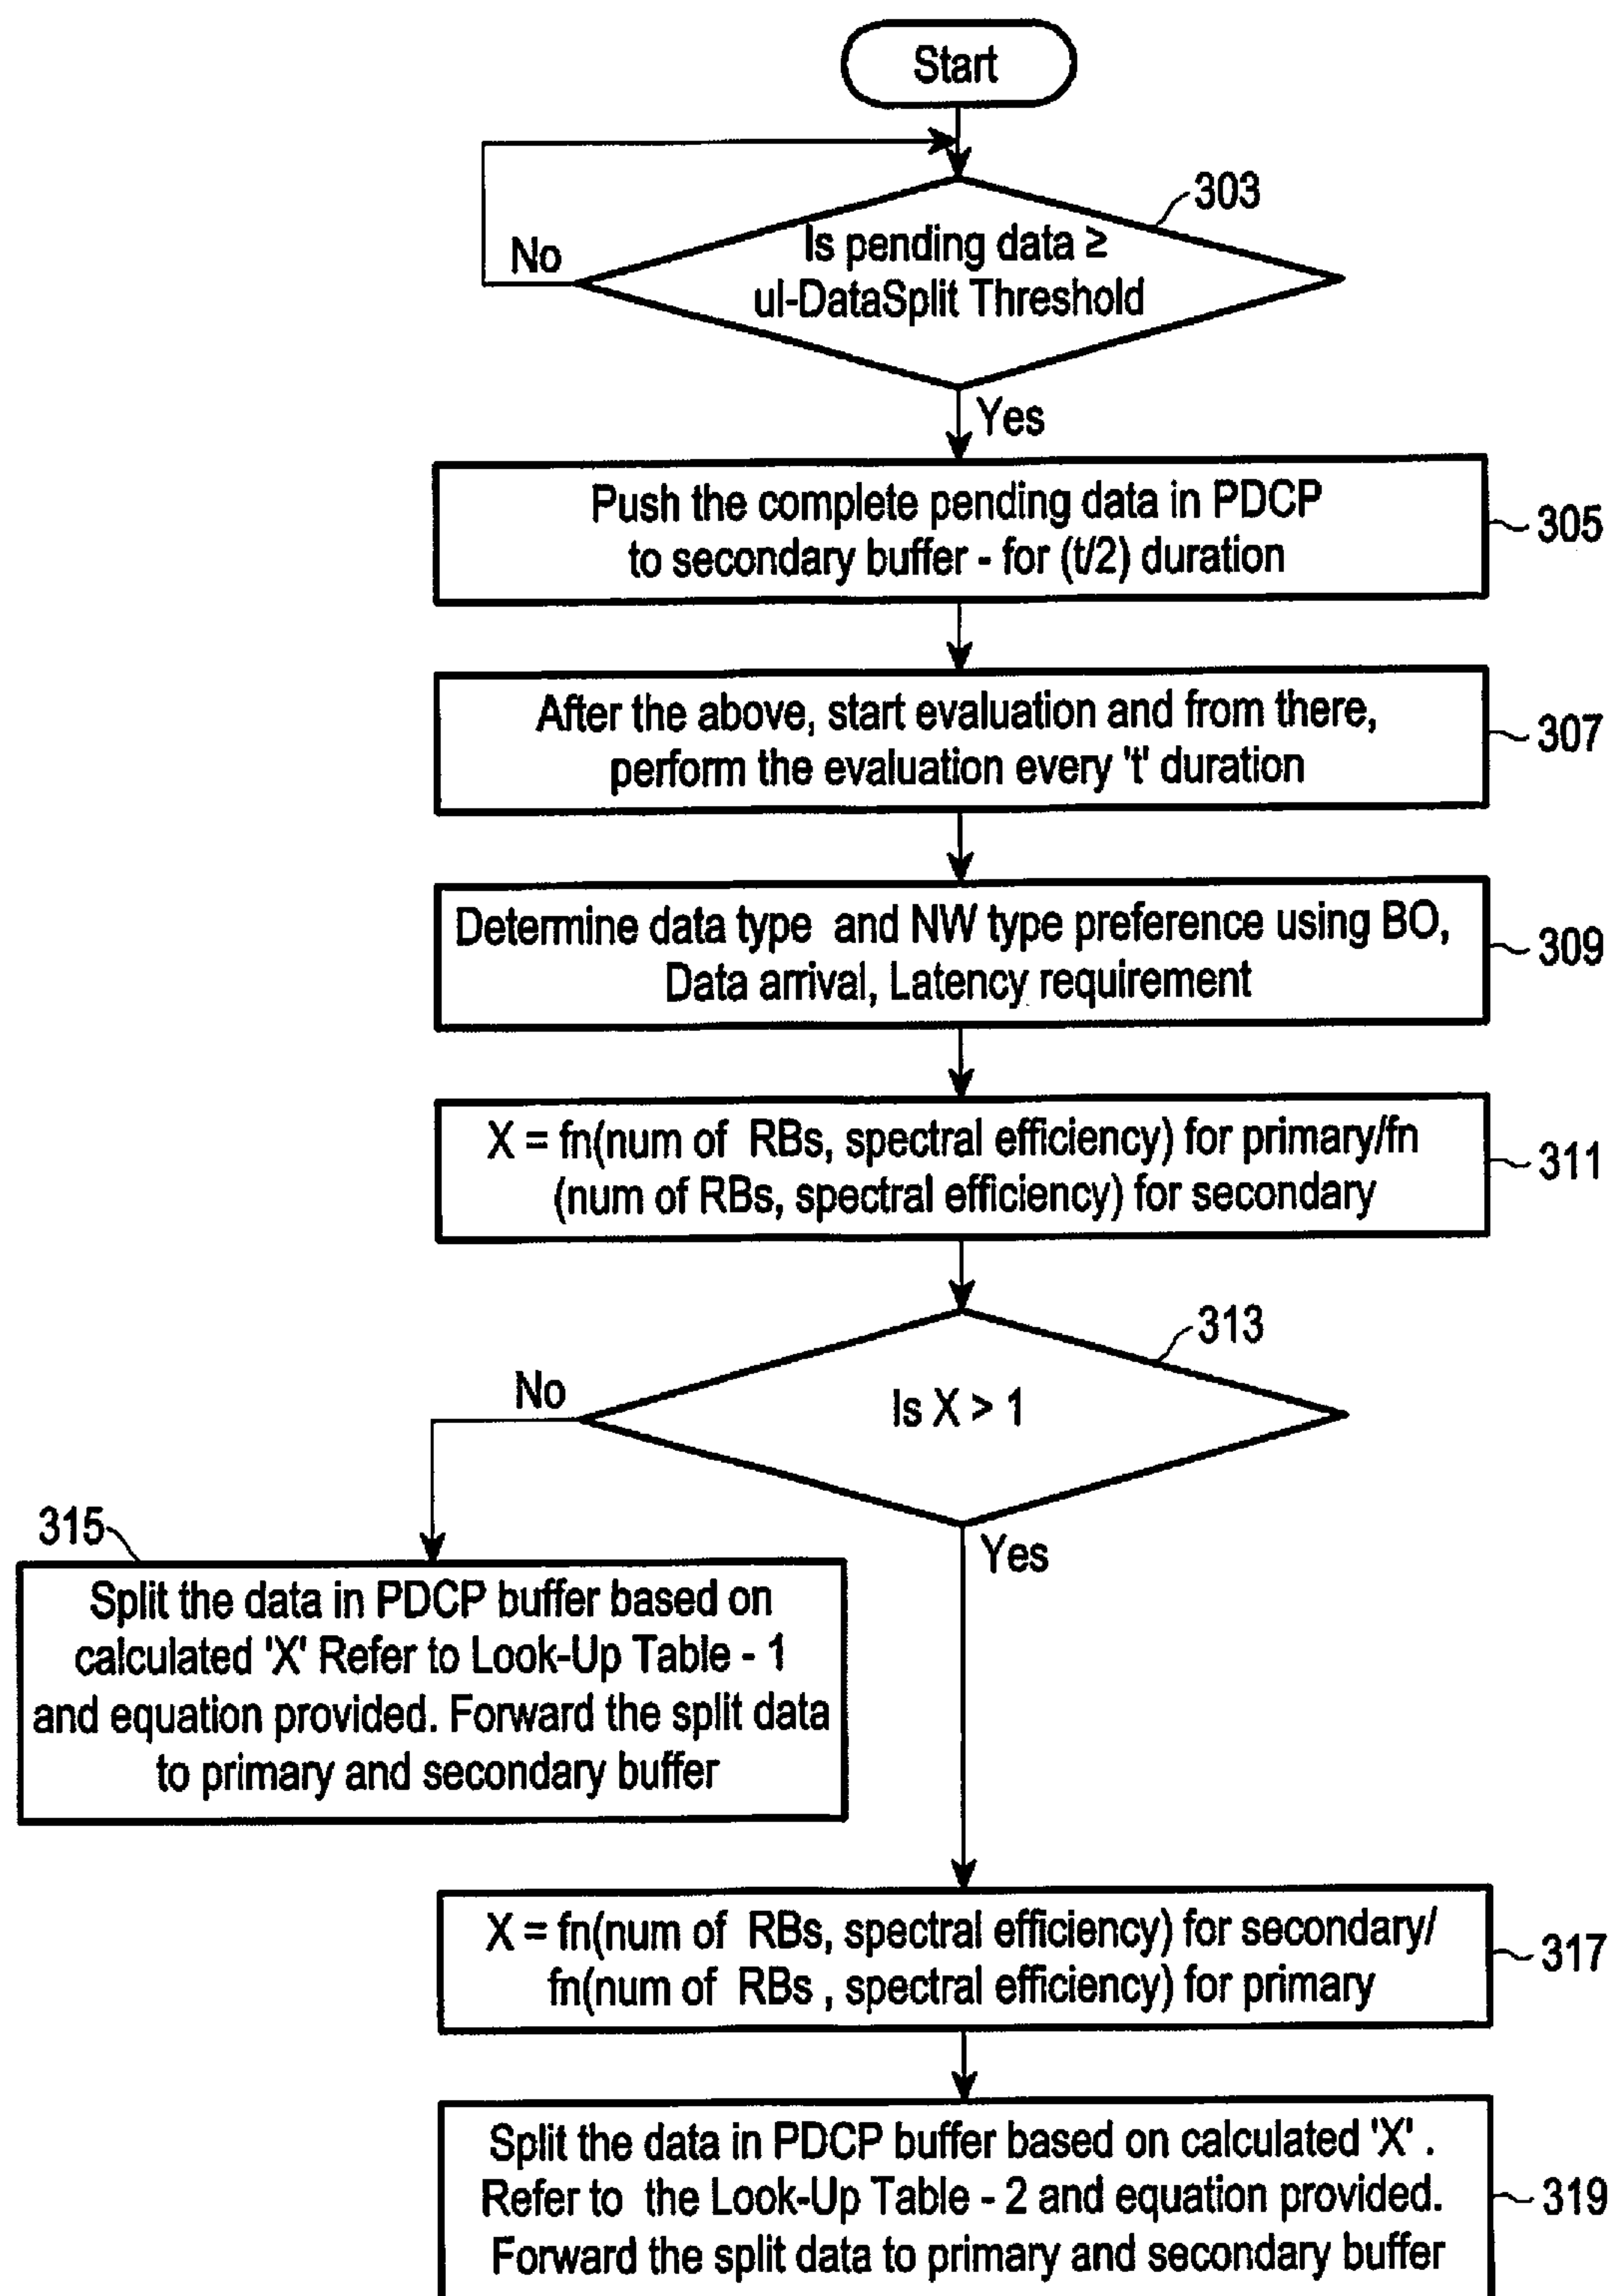 Start
303
Is pending data ≥
ul-DataSplit Threshold
No
Yes
Push the complete pending data in PDCP
to secondary buffer - for (t/2) duration
305
After the above, start evaluation and from there,
perform the evaluation every 't' duration
307
Determine data type and NW type preference using BO,
Data arrival, Latency requirement
309
X = fn(num of RBs, spectral efficiency) for primary/fn
(num of RBs, spectral efficiency) for secondary
311
313
Is X > 1
No
Yes
315
Split the data in PDCP buffer based on
calculated 'X' Refer to Look-Up Table - 1
and equation provided. Forward the split data
to primary and secondary buffer
X = fn(num of RBs, spectral efficiency) for secondary/
fn(num of RBs , spectral efficiency) for primary
317
Split the data in PDCP buffer based on calculated 'X' .
Refer to the Look-Up Table - 2 and equation provided.
Forward the split data to primary and secondary buffer
319